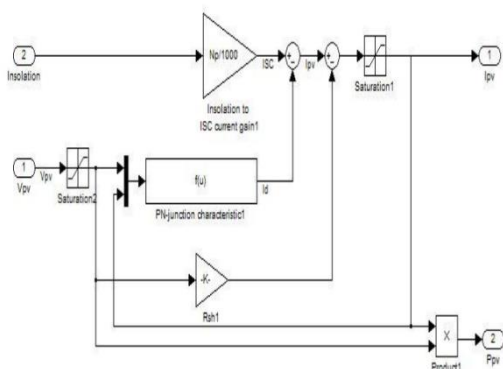 2
Insolation
Np/1000
ISC
Insolation to
ISC current gain1
Ipv
Saturation1
1
Ipv
1
Vpv
Vpv
Saturation2
f(u)
PN-junction characteristic1
Id
-K-
Rsh1
X
Product1
2
Ppv